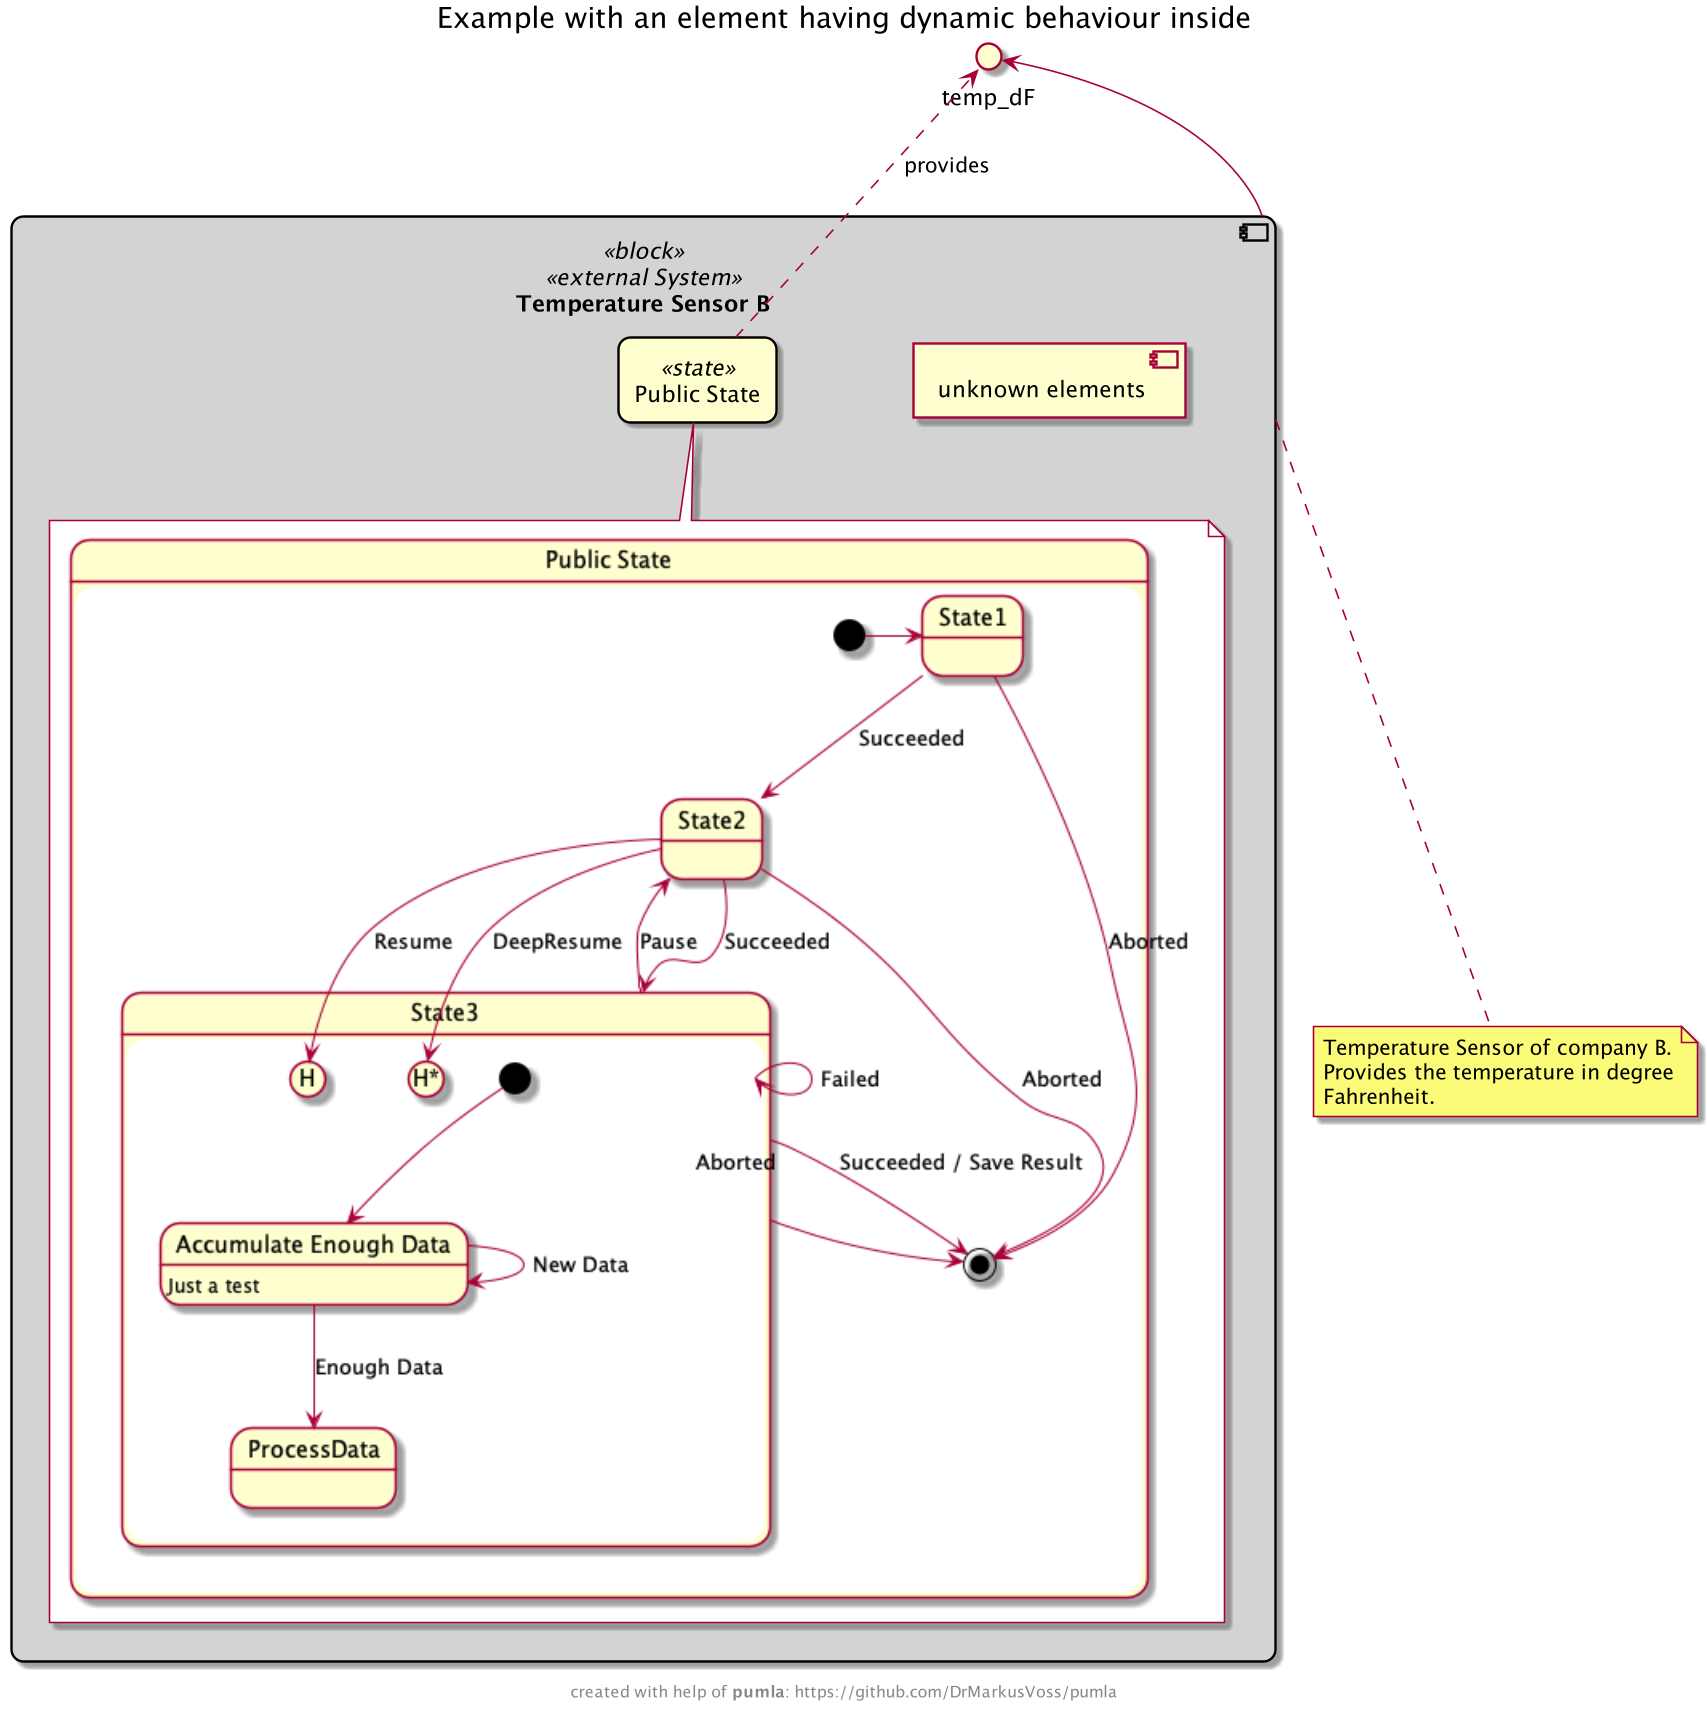 Example with an element having dynamic behaviour inside
temp_dF
provides
«block»
«external System»
Temperature Sensor B
«state»
Public State
unknown elements
Public State
State1
Succeeded
State2
Resume
DeepResume
Pause
Succeeded
Aborted
State3
H
H*
Failed
Aborted
Temperature Sensor of company B.
Provides the temperature in degree
Fahrenheit.
Aborted
Succeeded / Save Result
Accumulate Enough Data
Just a test
New Data
Enough Data
ProcessData
created with help of pumla: https://github.com/DrMarkusVoss/pumla